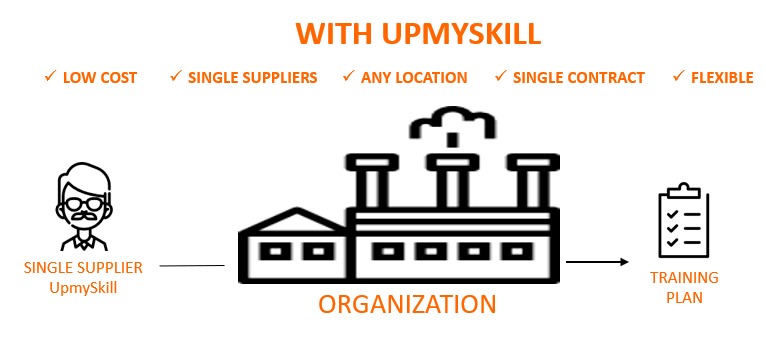 WITH UPMYSKILL
✓ LOW COST ✓ SINGLE SUPPLIERS ✓ ANY LOCATION ✓ SINGLE CONTRACT ✓ FLEXIBLE
SINGLE SUPPLIER
UpmySkill
ORGANIZATION
TRAINING
PLAN